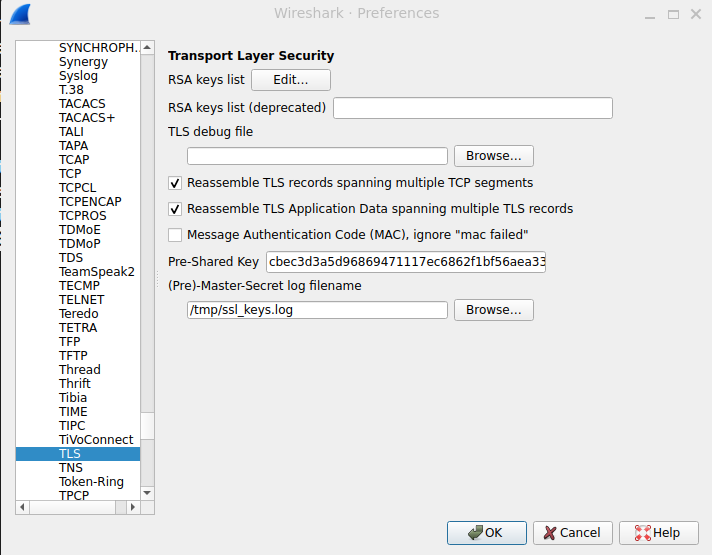 Wireshark · Preferences
SYNCHROPH...
Synergy
Syslog
T.38
TACACS
TACACS+
TALI
TAPA
TCAP
TCP
TCPCL
TCPENCAP
TCPROS
TDMoE
TDMoP
TDS
TeamSpeak2
TECMP
TELNET
Teredo
TETRA
TFP
TFTP
Thread
Thrift
Tibia
TIME
TIPC
TiVoConnect
TLS
TNS
Token-Ring
TPCP
Transport Layer Security
RSA keys list Edit...
RSA keys list (deprecated)
TLS debug file
Browse...
Reassemble TLS records spanning multiple TCP segments
Reassemble TLS Application Data spanning multiple TLS records
Message Authentication Code (MAC), ignore "mac failed"
Pre-Shared Key cbec3d3a5d96869471117ec6862f1bf56aea33
(Pre)-Master-Secret log filename
/tmp/ssl_keys.log Browse...
OK Cancel Help